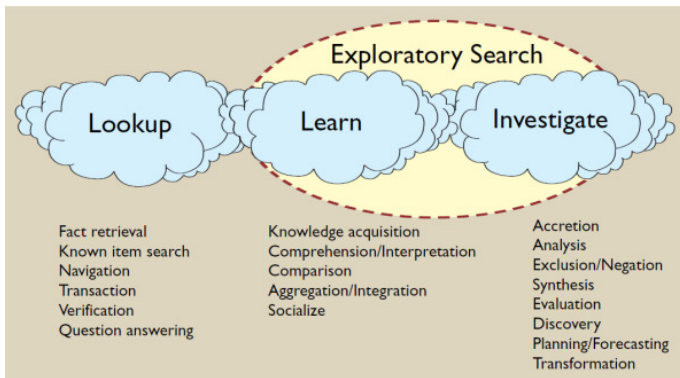 Exploratory Search
Lookup
Learn
Investigate
Fact retrieval
Known item search
Navigation
Transaction
Verification
Question answering
Knowledge acquisition
Comprehension/Interpretation
Comparison
Aggregation/Integration
Socialize
Accretion
Analysis
Exclusion/Negation
Synthesis
Evaluation
Discovery
Planning/Forecasting
Transformation